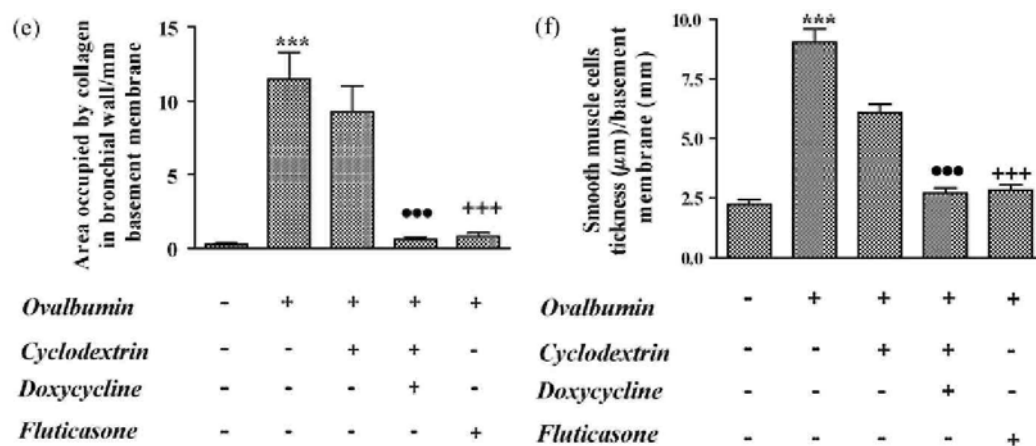 (e)
Area occupied by collagen
in bronchial wall/mm
basement membrane
15
10
5
0
***
•••
+++
Ovalbumin - + + + +
Cyclodextrin - - + + -
Doxycycline - - - + -
Fluticasone - - - - +
(f)
Smooth muscle cells
tickness (μm)/basement
membrane (mm)
10.0
7.5
5.0
2.5
0.0
***
•••
+++
Ovalbumin - + + + +
Cyclodextrin - - + + -
Doxycycline - - - + -
Fluticasone - - - - +